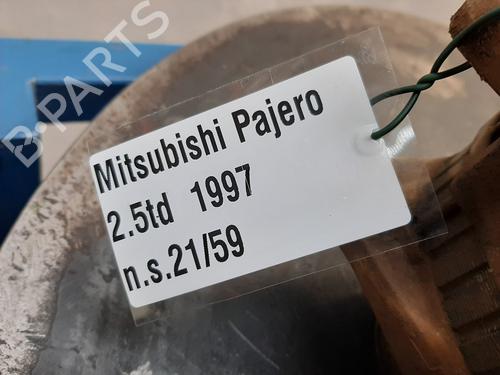 B-PARTS
Mitsubishi Pajero
2.5td 1997
n.s.21/59